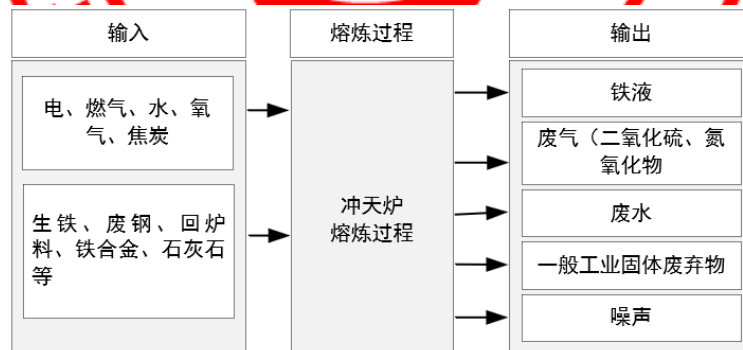 输入
熔炼过程
输出
电、燃气、水、氧
气、焦炭
生铁、废钢、回炉
料、铁合金、石灰石
等
冲天炉
熔炼过程
铁液
废气（二氧化硫、氮
氧化物
废水
一般工业固体废弃物
噪声